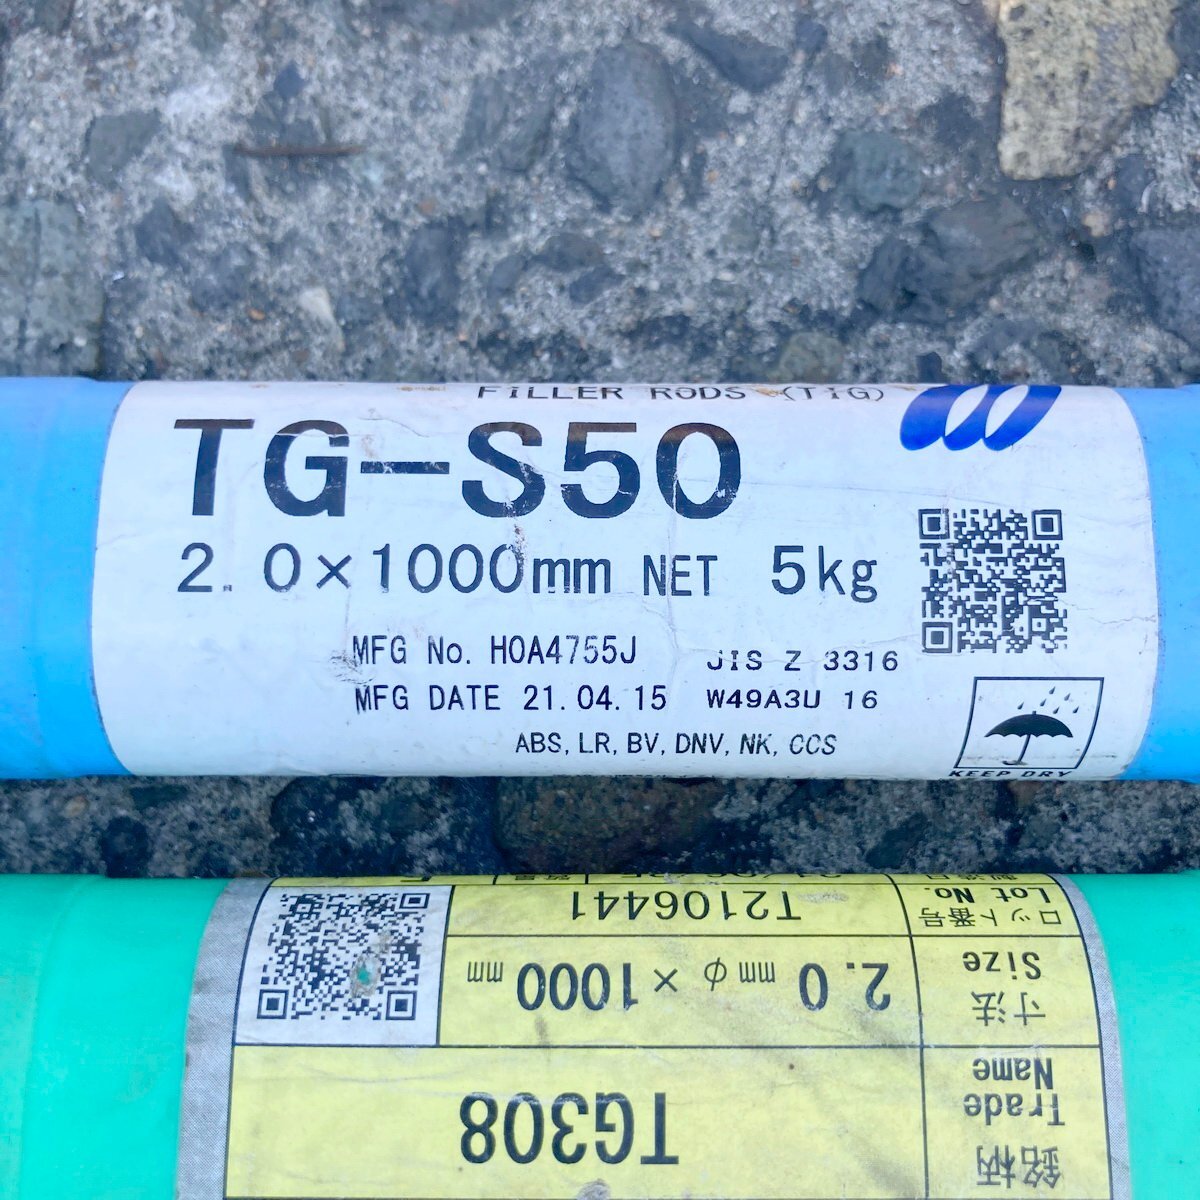 FILLER RODS (TIG)
TG-S50
2.0×1000mm NET 5kg
MFG No. H0A4755J
MFG DATE 21.04.15
JIS Z 3316
W49A3U 16
ABS, LR, BV, DNV, NK, CCS
KEEP DRY
銘柄
Trade Name
TG308
寸法
Size
2.0 mmφ × 1000 mm
ロット番号
Lot No.
T2106441